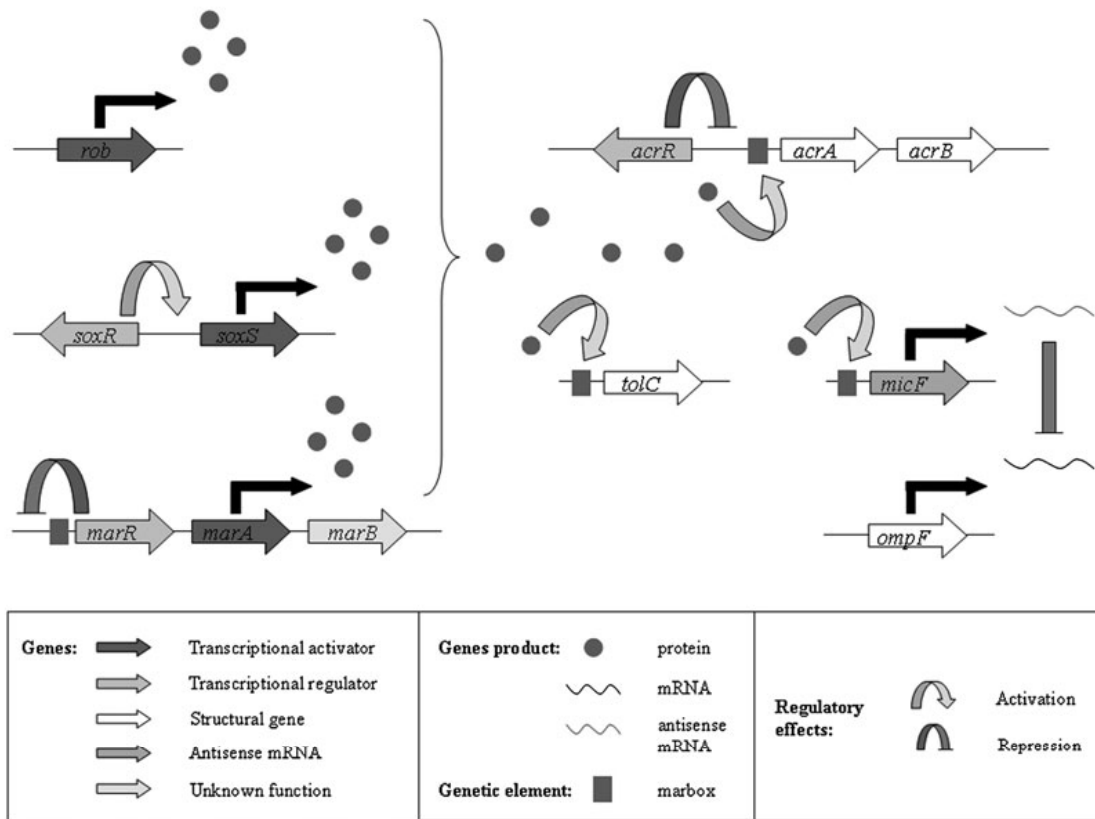 rob
acrR acrA acrB
soxR soxS
tolC micF
marR marA marB
ompF
Genes:
Transcriptional activator
Transcriptional regulator
Structural gene
Antisense mRNA
Unknown function
Genes product:
protein
mRNA
antisense
mRNA
Genetic element:
marbox
Regulatory
effects:
Activation
Repression